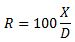 R = 100 X/D